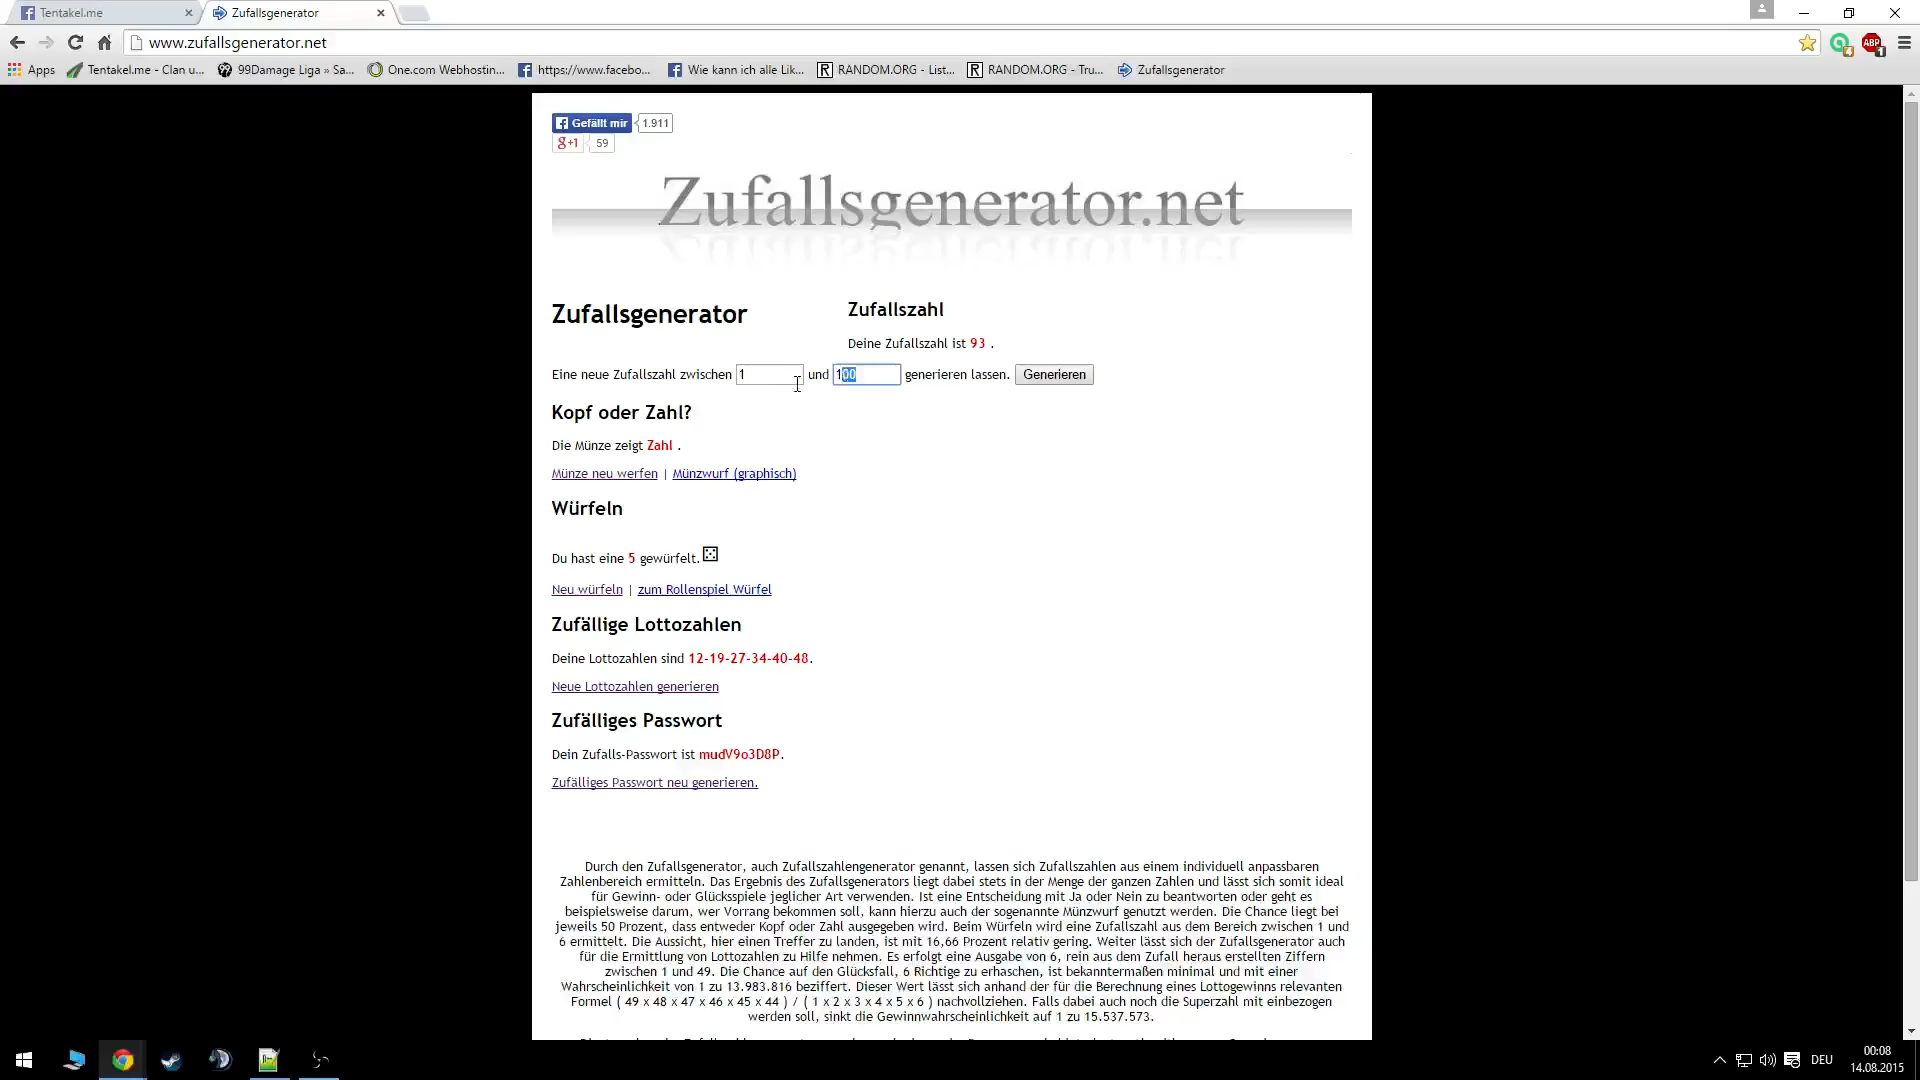 Tentakel.me
Zufallsgenerator
www.zufallsgenerator.net
Apps
Tentakel.me - Clan u...
99Damage Liga » Sa...
One.com Webhostin...
https://www.facebo...
Wie kann ich alle Lik...
RANDOM.ORG - List...
RANDOM.ORG - Tru...
Zufallsgenerator
Gefällt mir 1.911
g+1 59
Zufallsgenerator.net
Zufallsgenerator
Zufallszahl
Deine Zufallszahl ist 93 .
Eine neue Zufallszahl zwischen 1 und 100 generieren lassen. Generieren
Kopf oder Zahl?
Die Münze zeigt Zahl .
Münze neu werfen | Münzwurf (graphisch)
Würfeln
Du hast eine 5 gewürfelt.
Neu würfeln | zum Rollenspiel Würfel
Zufällige Lottozahlen
Deine Lottozahlen sind 12-19-27-34-40-48.
Neue Lottozahlen generieren
Zufälliges Passwort
Dein Zufalls-Passwort ist mudV9o3D8P.
Zufälliges Passwort neu generieren.
Durch den Zufallsgenerator, auch Zufallszahlengenerator genannt, lassen sich Zufallszahlen aus einem individuell anpassbaren
Zahlenbereich ermitteln. Das Ergebnis des Zufallsgenerators liegt dabei stets in der Menge der ganzen Zahlen und lässt sich somit ideal
für Gewinn- oder Glücksspiele jeglicher Art verwenden. Ist eine Entscheidung mit Ja oder Nein zu beantworten oder geht es
beispielsweise darum, wer Vorrang bekommen soll, kann hierzu auch der sogenannte Münzwurf genutzt werden. Die Chance liegt bei
jeweils 50 Prozent, dass entweder Kopf oder Zahl ausgegeben wird. Beim Würfeln wird eine Zufallszahl aus dem Bereich zwischen 1 und
6 ermittelt. Die Aussicht, hier einen Treffer zu landen, ist mit 16,66 Prozent relativ gering. Weiter lässt sich der Zufallsgenerator auch
für die Ermittlung von Lottozahlen zu Hilfe nehmen. Es erfolgt eine Ausgabe von 6, rein aus dem Zufall heraus erstellten Ziffern
zwischen 1 und 49. Die Chance auf den Glücksfall, 6 Richtige zu erhaschen, ist bekanntermaßen minimal und mit einer
Wahrscheinlichkeit von 1 zu 13.983.816 beziffert. Dieser Wert lässt sich anhand der für die Berechnung eines Lottogewinns relevanten
Formel ( 49 x 48 x 47 x 46 x 45 x 44 ) / ( 1 x 2 x 3 x 4 x 5 x 6 ) nachvollziehen. Falls dabei auch noch die Superzahl mit einbezogen
werden soll, sinkt die Gewinnwahrscheinlichkeit auf 1 zu 15.537.573.
ABP
4
1
DEU
00:08
14.08.2015